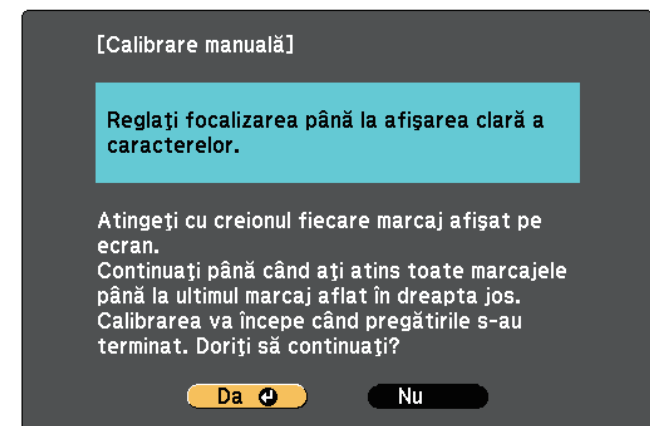 [Calibrare manuală]
Reglaţi focalizarea până la afişarea clară a
caracterelor.
Atingeţi cu creionul fiecare marcaj afişat pe
ecran.
Continuaţi până când aţi atins toate marcajele
până la ultimul marcaj aflat în dreapta jos.
Calibrarea va începe când pregătirile s-au
terminat. Doriţi să continuaţi?
Da Nu